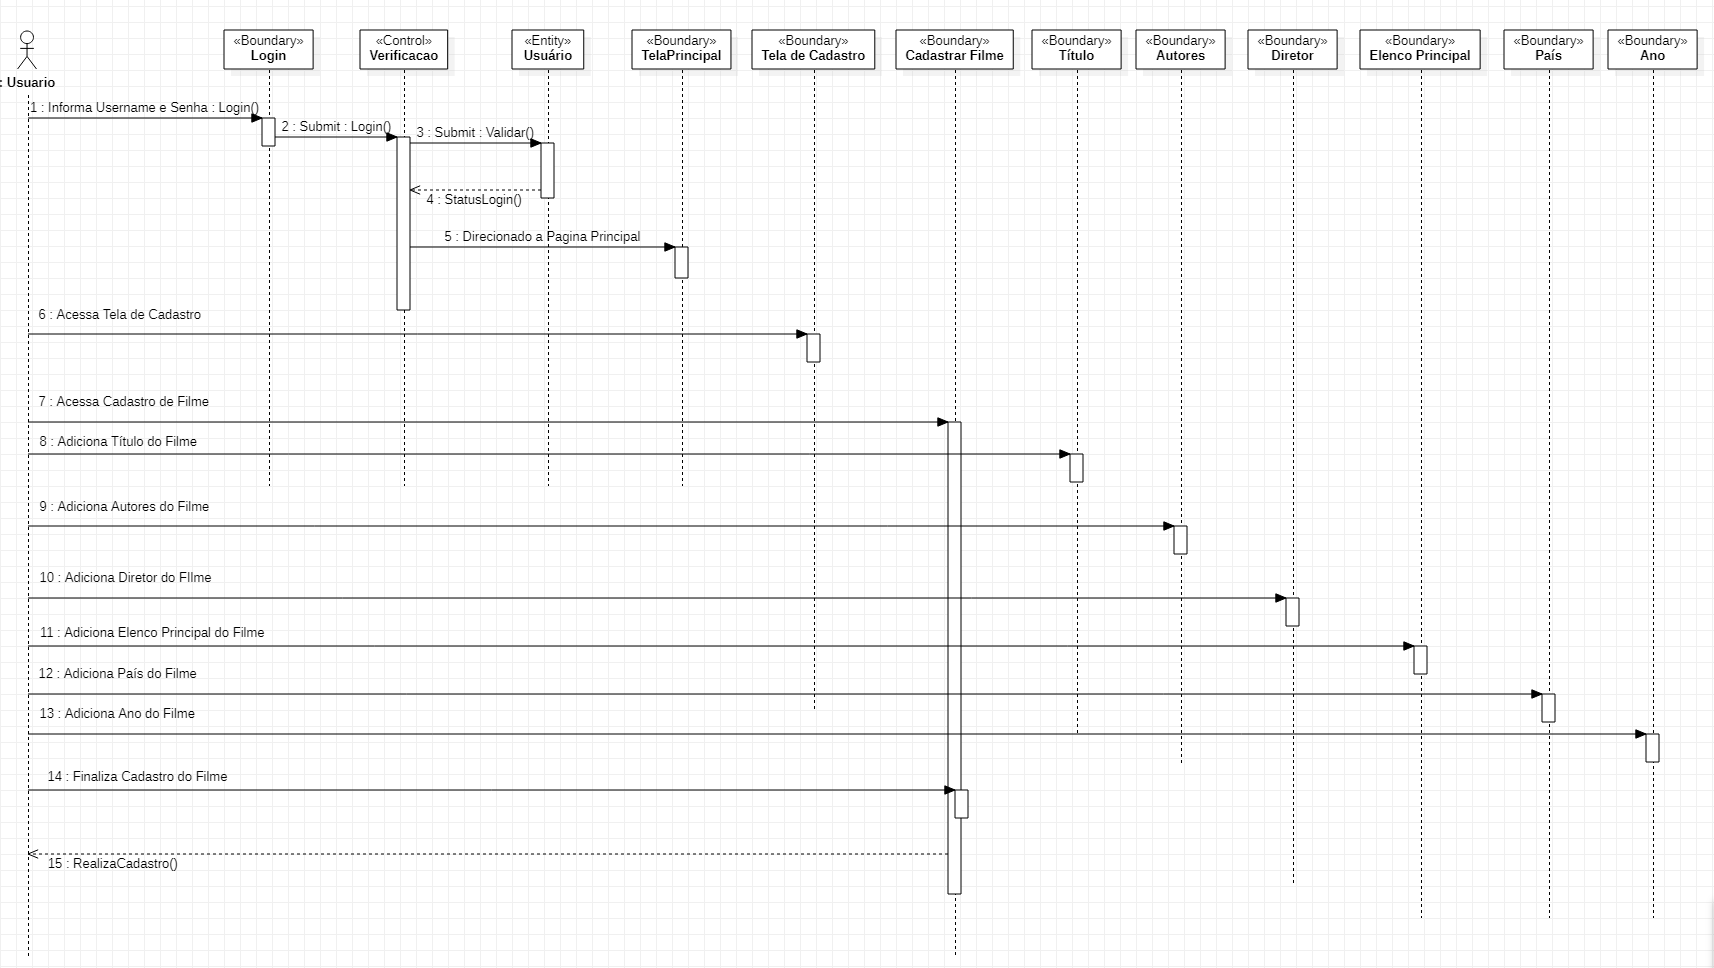 «Boundary»
Login
«Control»
Verificacao
«Entity»
Usuário
«Boundary»
TelaPrincipal
«Boundary»
Tela de Cadastro
«Boundary»
Cadastrar Filme
«Boundary»
Título
«Boundary»
Autores
«Boundary»
Diretor
«Boundary»
Elenco Principal
«Boundary»
País
«Boundary»
Ano
: Usuario
1 : Informa Username e Senha : Login()
2 : Submit : Login()
3 : Submit : Validar()
4 : StatusLogin()
5 : Direcionado a Pagina Principal
6 : Acessa Tela de Cadastro
7 : Acessa Cadastro de Filme
8 : Adiciona Título do Filme
9 : Adiciona Autores do Filme
10 : Adiciona Diretor do FIlme
11 : Adiciona Elenco Principal do Filme
12 : Adiciona País do Filme
13 : Adiciona Ano do Filme
14 : Finaliza Cadastro do Filme
15 : RealizaCadastro()